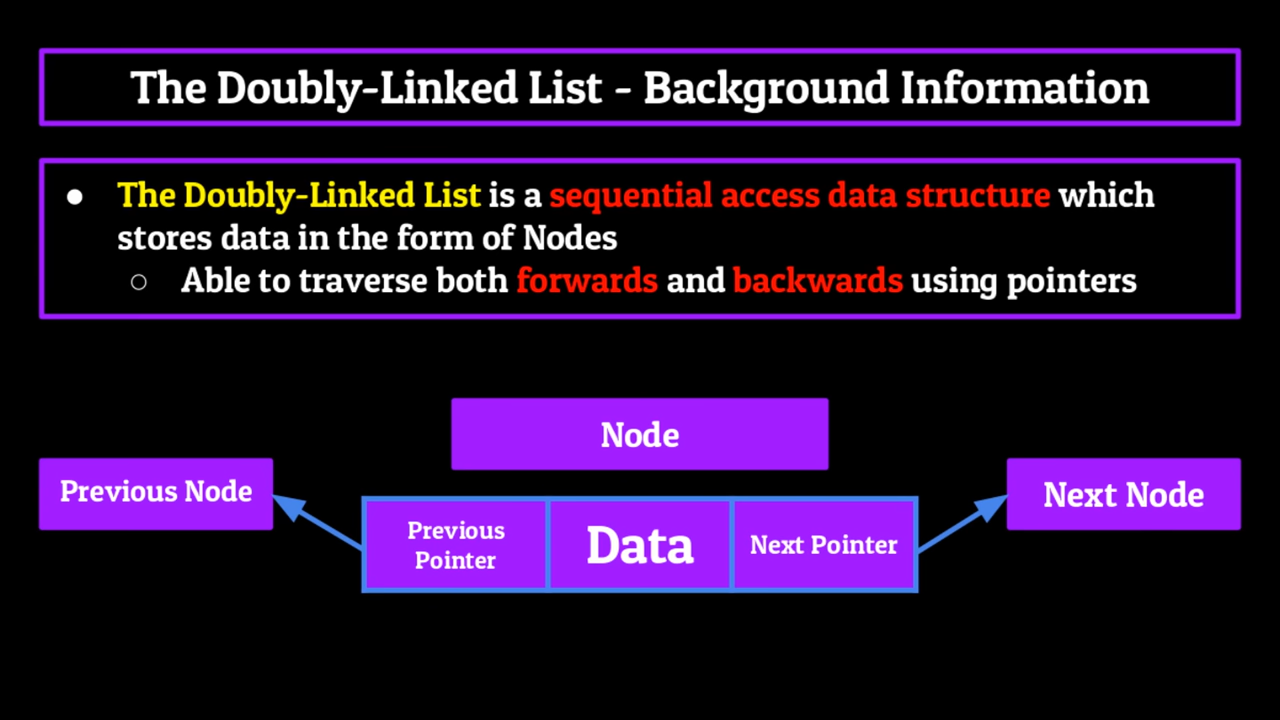 The Doubly-Linked List - Background Information
● The Doubly-Linked List is a sequential access data structure which
stores data in the form of Nodes
○ Able to traverse both forwards and backwards using pointers
Node
Previous Node
Next Node
Previous
Pointer
Data
Next Pointer